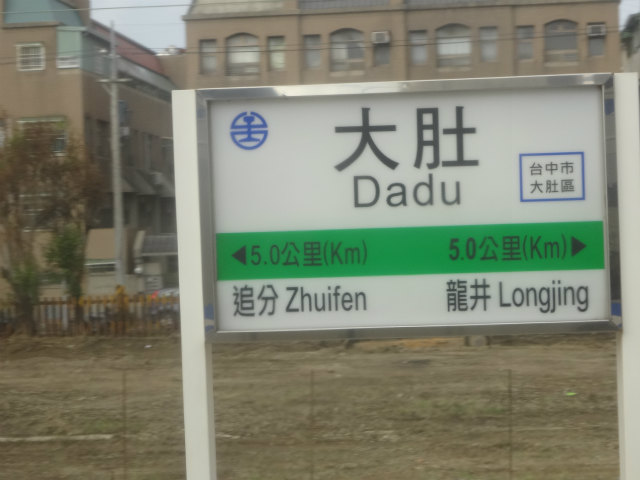 大肚
Dadu
台中市
大肚區
◀5.0公里(Km) 5.0公里(Km)▶
追分 Zhuifen 龍井 Longjing